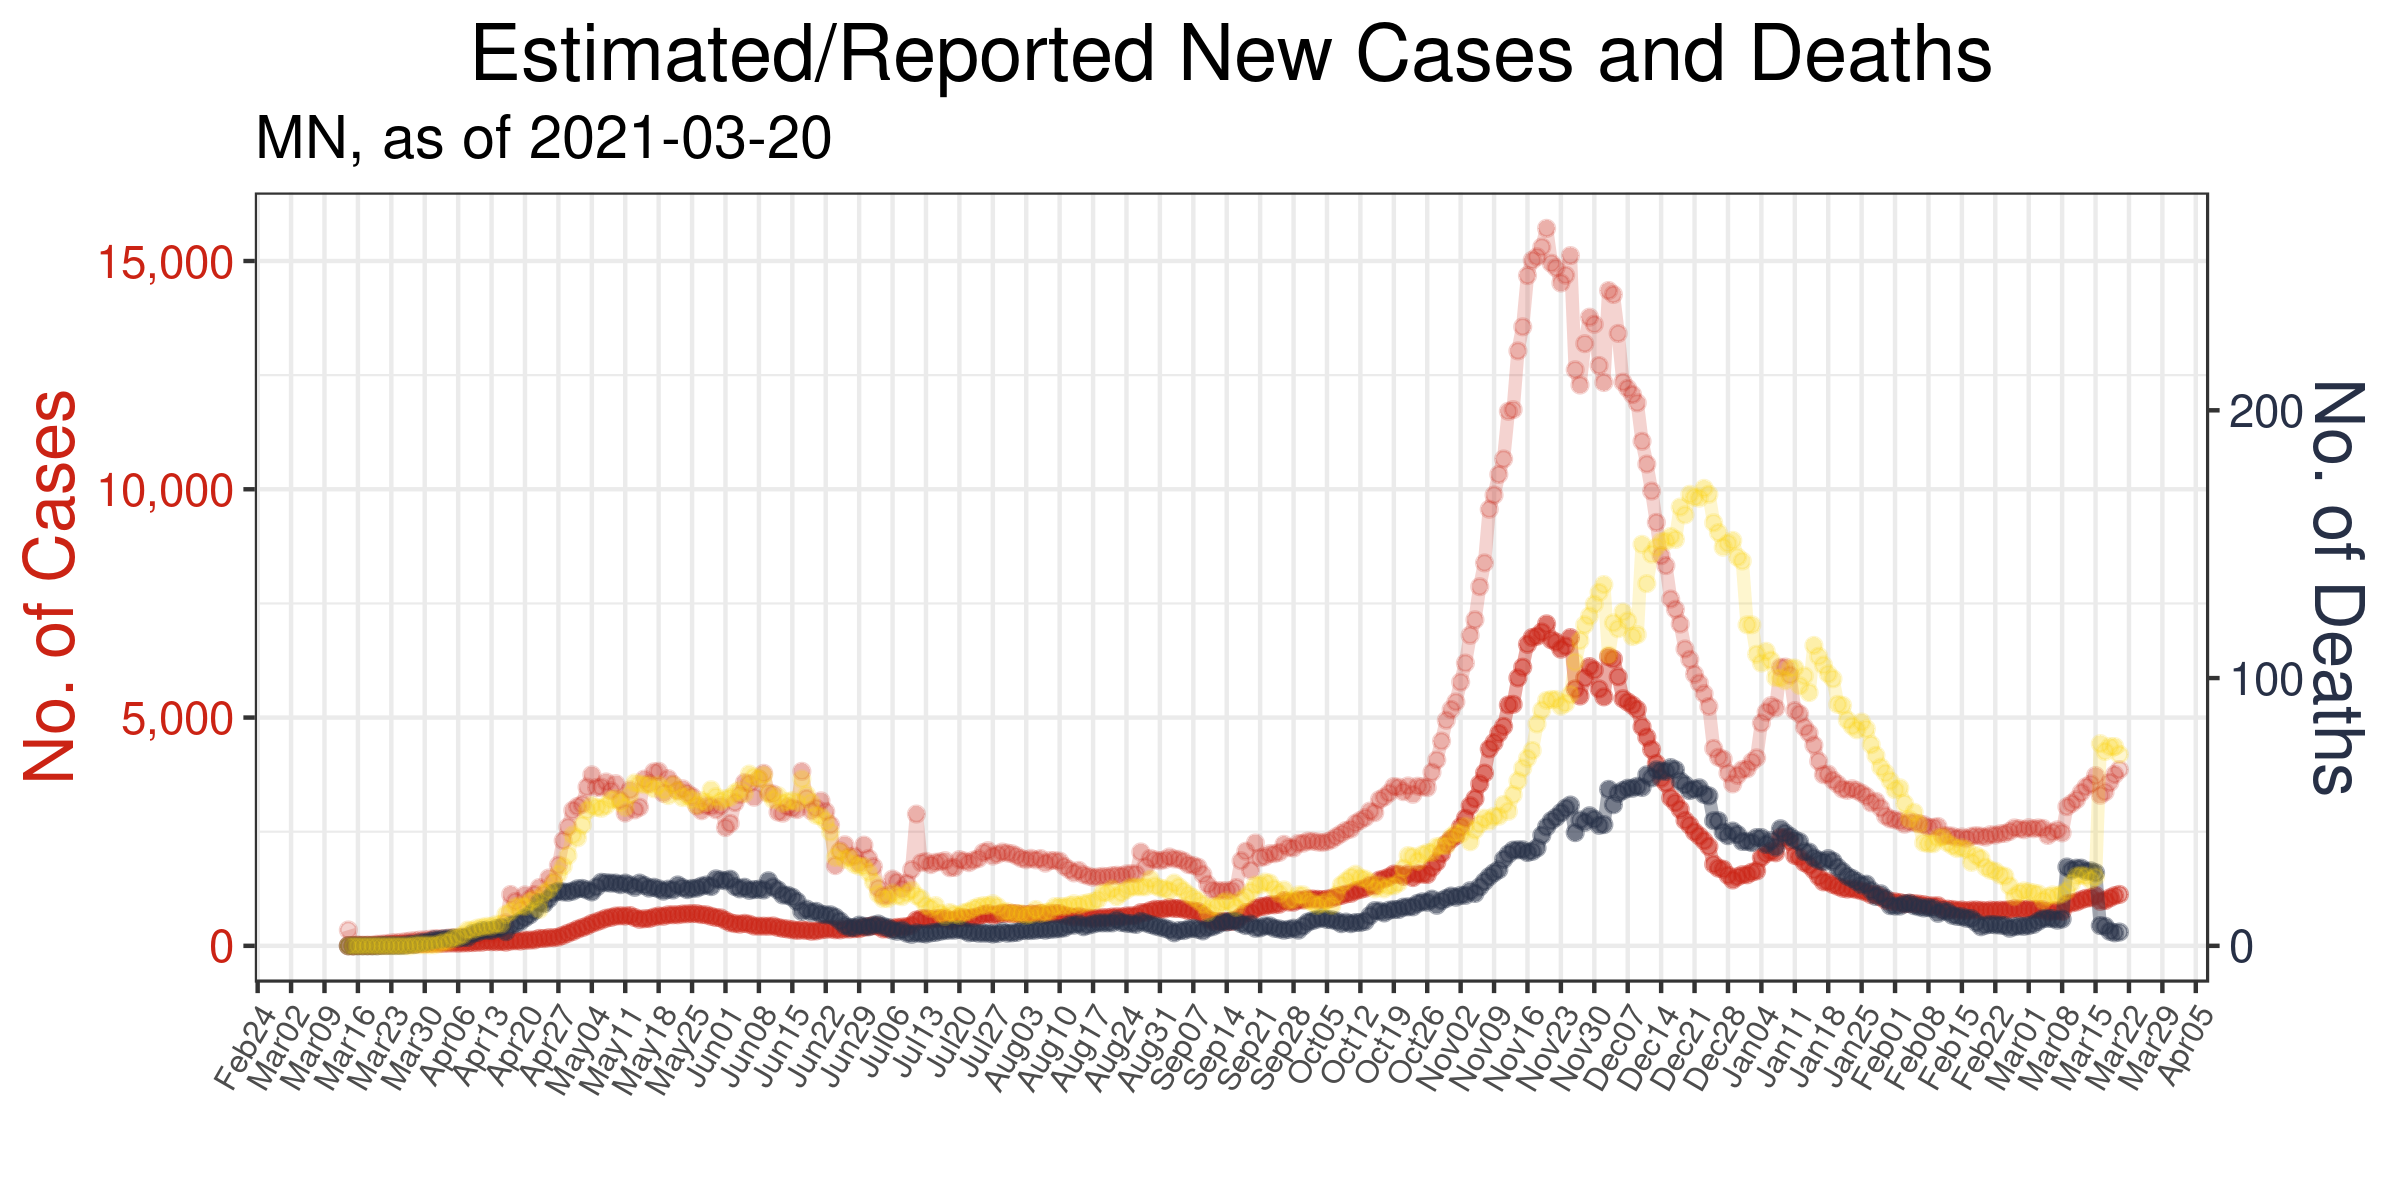 Estimated/Reported New Cases and Deaths
MN, as of 2021-03-20
No. of Cases
15,000
10,000
5,000
0
200
100
0
No. of Deaths
Feb24
Mar02
Mar09
Mar16
Mar23
Mar30
Apr06
Apr13
Apr20
Apr27
May04
May11
May18
May25
Jun01
Jun08
Jun15
Jun22
Jun29
Jul06
Jul13
Jul20
Jul27
Aug03
Aug10
Aug17
Aug24
Aug31
Sep07
Sep14
Sep21
Sep28
Oct05
Oct12
Oct19
Oct26
Nov02
Nov09
Nov16
Nov23
Nov30
Dec07
Dec14
Dec21
Dec28
Dec04
Jan11
Jan18
Jan25
Feb01
Feb08
Feb15
Feb22
Mar01
Mar08
Mar15
Mar22
Mar29
Apr05